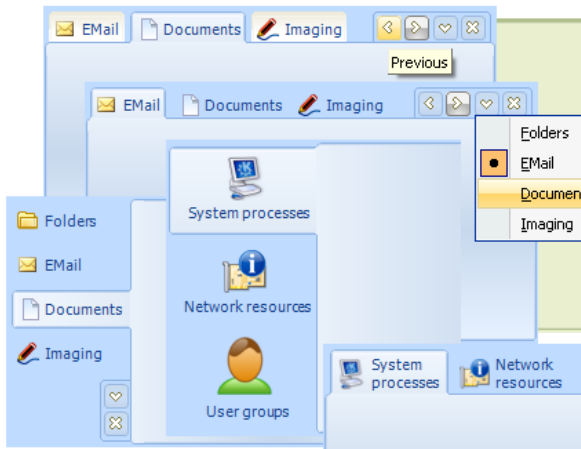 EMail Documents Imaging
Previous
EMail Documents Imaging
Folders
EMail
Documen
Imaging
System processes
Network resources
User groups
Folders
EMail
Documents
Imaging
System
processes
Network
resources